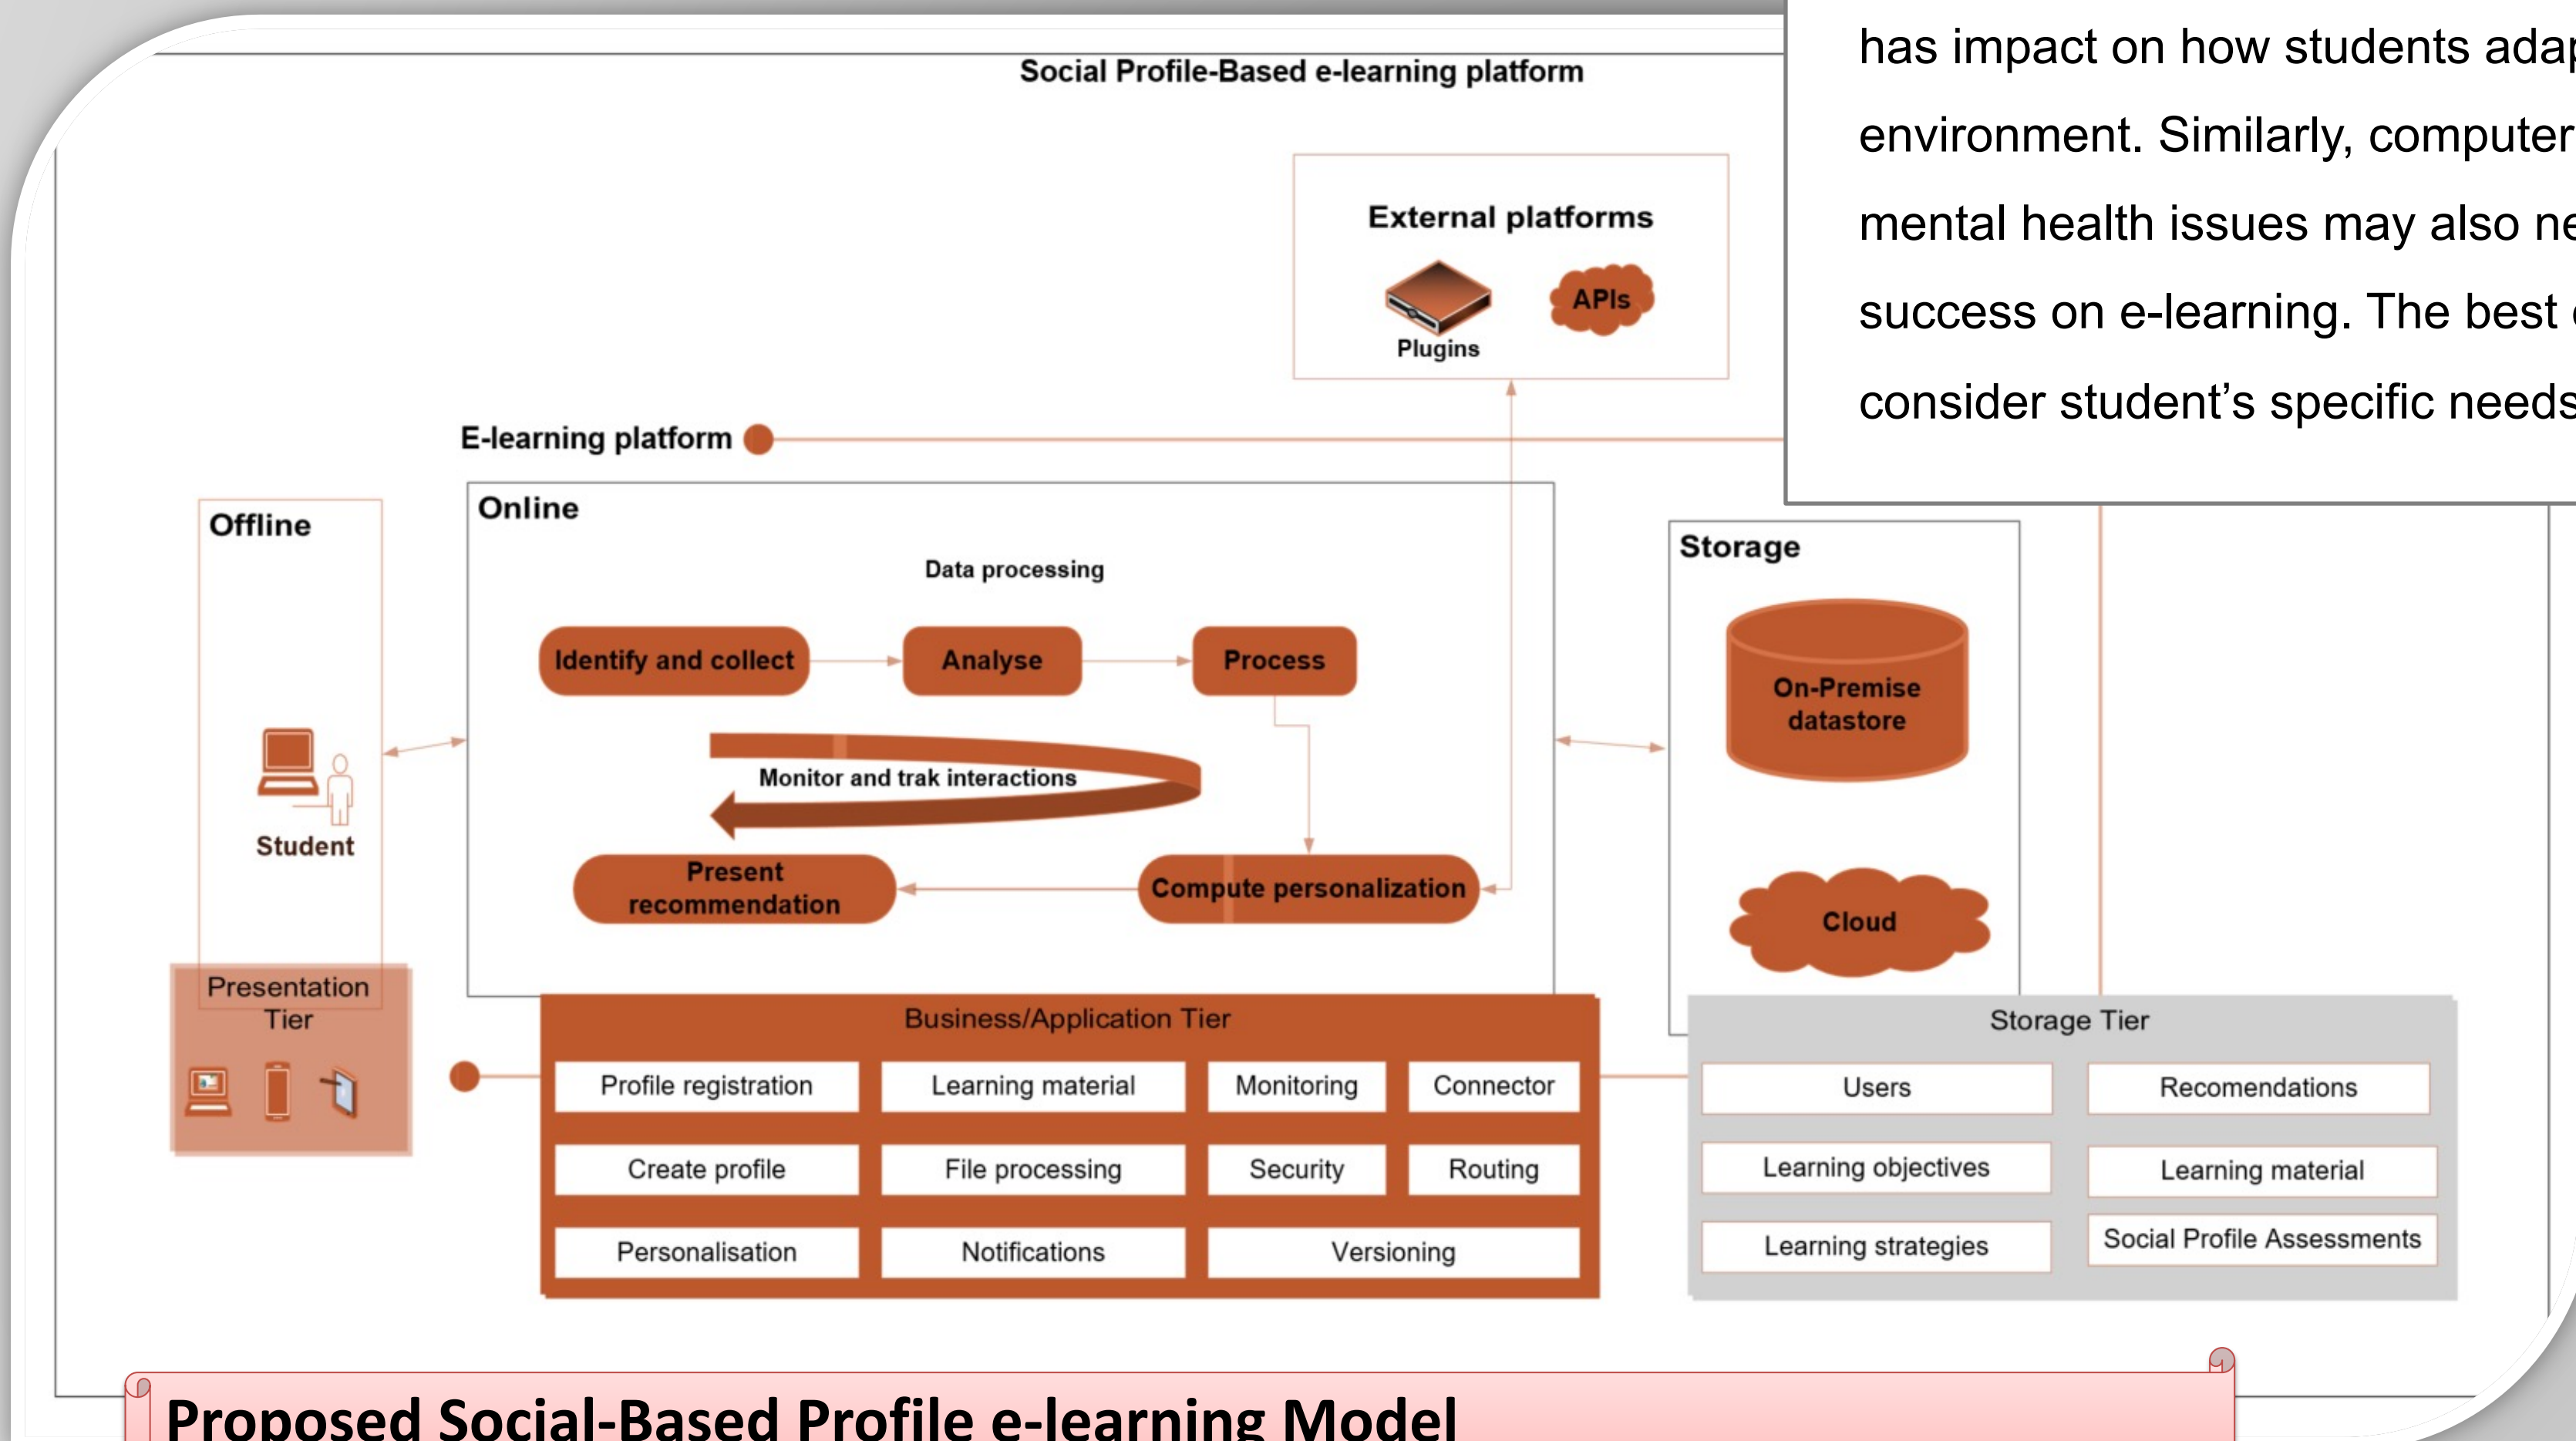 Social Profile-Based e-learning platform
has impact on how students
environment. Similarly, computer
mental health issues may also
success on e-learning. The best
consider student’s specific needs
External platforms
APIs
Plugins
E-learning platform
Offline
Student
Online
Data processing
Identify and collect
Analyse
Process
Monitor and trak interactions
Present
recommendation
Compute personalization
Storage
On-Premise
datastore
Cloud
Presentation
Tier
Business/Application Tier
Profile registration
Learning material
Monitoring
Connector
Create profile
File processing
Security
Routing
Personalisation
Notifications
Versioning
Storage Tier
Users
Recomendations
Learning objectives
Learning material
Learning strategies
Social Profile Assessments
Proposed Social-Based Profile e-learning Model